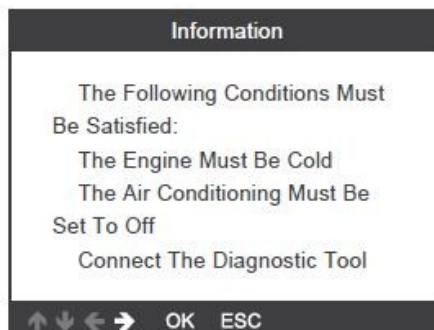 Information
The Following Conditions Must
Be Satisfied:
The Engine Must Be Cold
The Air Conditioning Must Be
Set To Off
Connect The Diagnostic Tool
OK ESC